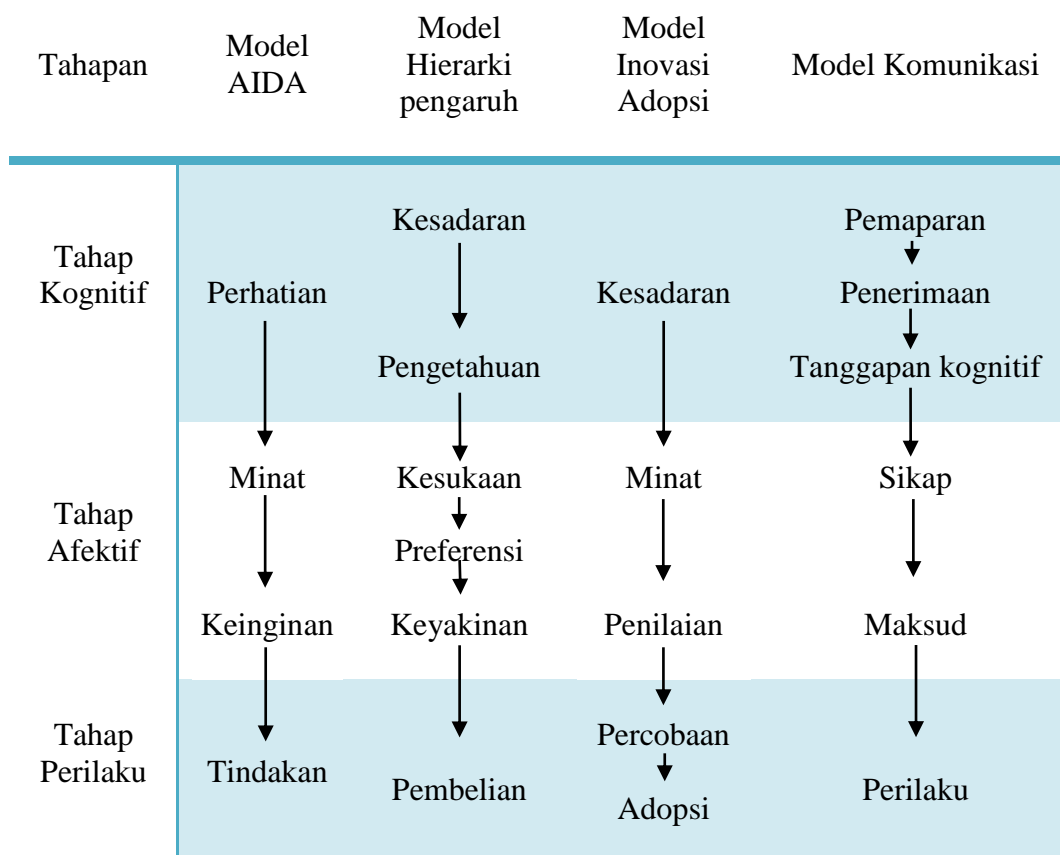 Tahapan
Model
AIDA
Model
Hierarki
pengaruh
Model
Inovasi
Adopsi
Model Komunikasi
Tahap
Kognitif
Perhatian
Kesadaran
Pengetahuan
Kesadaran
Pemaparan
Penerimaan
Tanggapan kognitif
Tahap
Afektif
Minat
Keinginan
Kesukaan
Preferensi
Keyakinan
Minat
Penilaian
Sikap
Maksud
Tahap
Perilaku
Tindakan
Pembelian
Percobaan
Adopsi
Perilaku